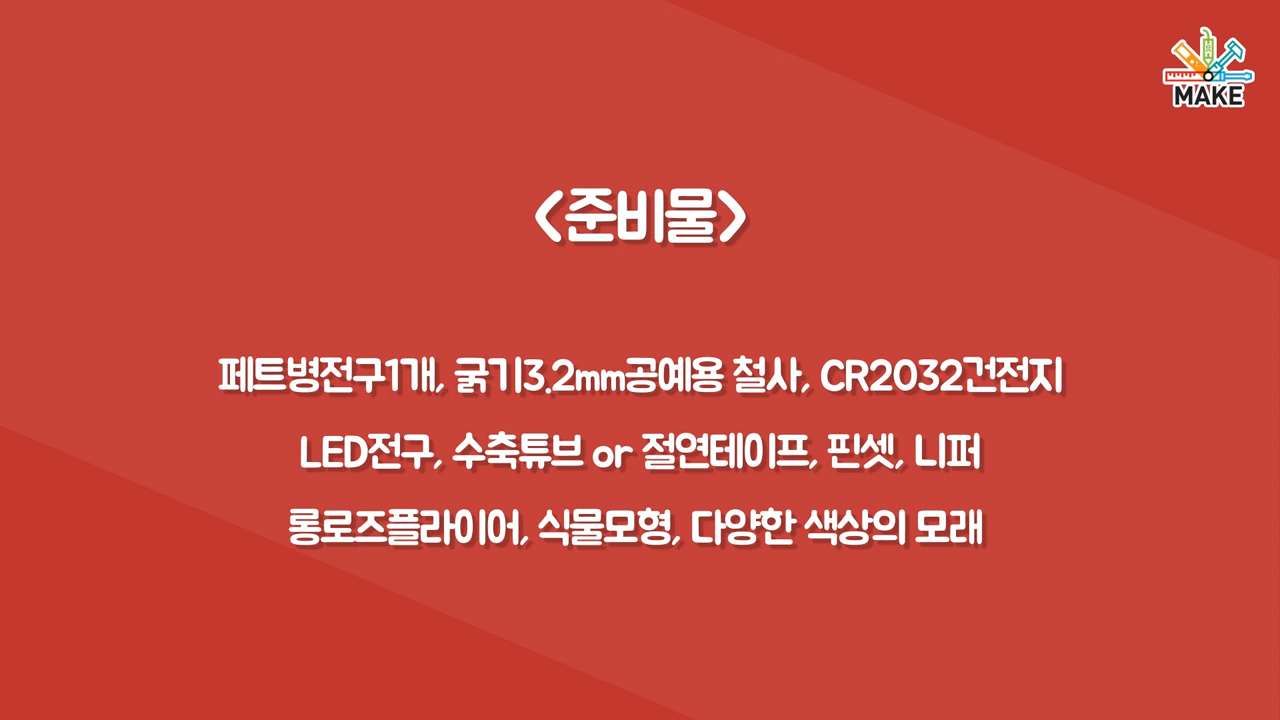 MAKE
<준비물>
페트병전구1개, 굵기3.2mm공예용 철사, CR2032건전지
LED전구, 수축튜브 or 절연테이프, 핀셋, 니퍼
롱로즈플라이어, 식물모형, 다양한 색상의 모래